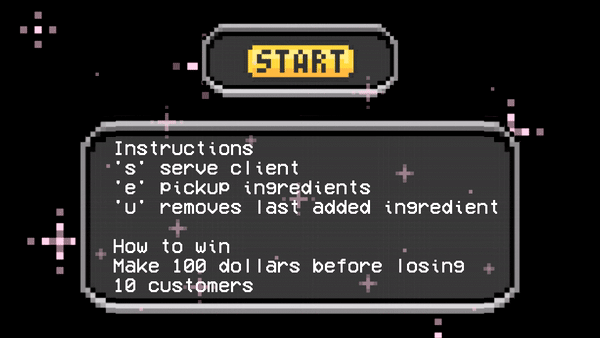 START
Instructions
's' serve client
'e' pickup ingredients
'u' removes last added ingredient
How to win
Make 100 dollars before losing
10 customers